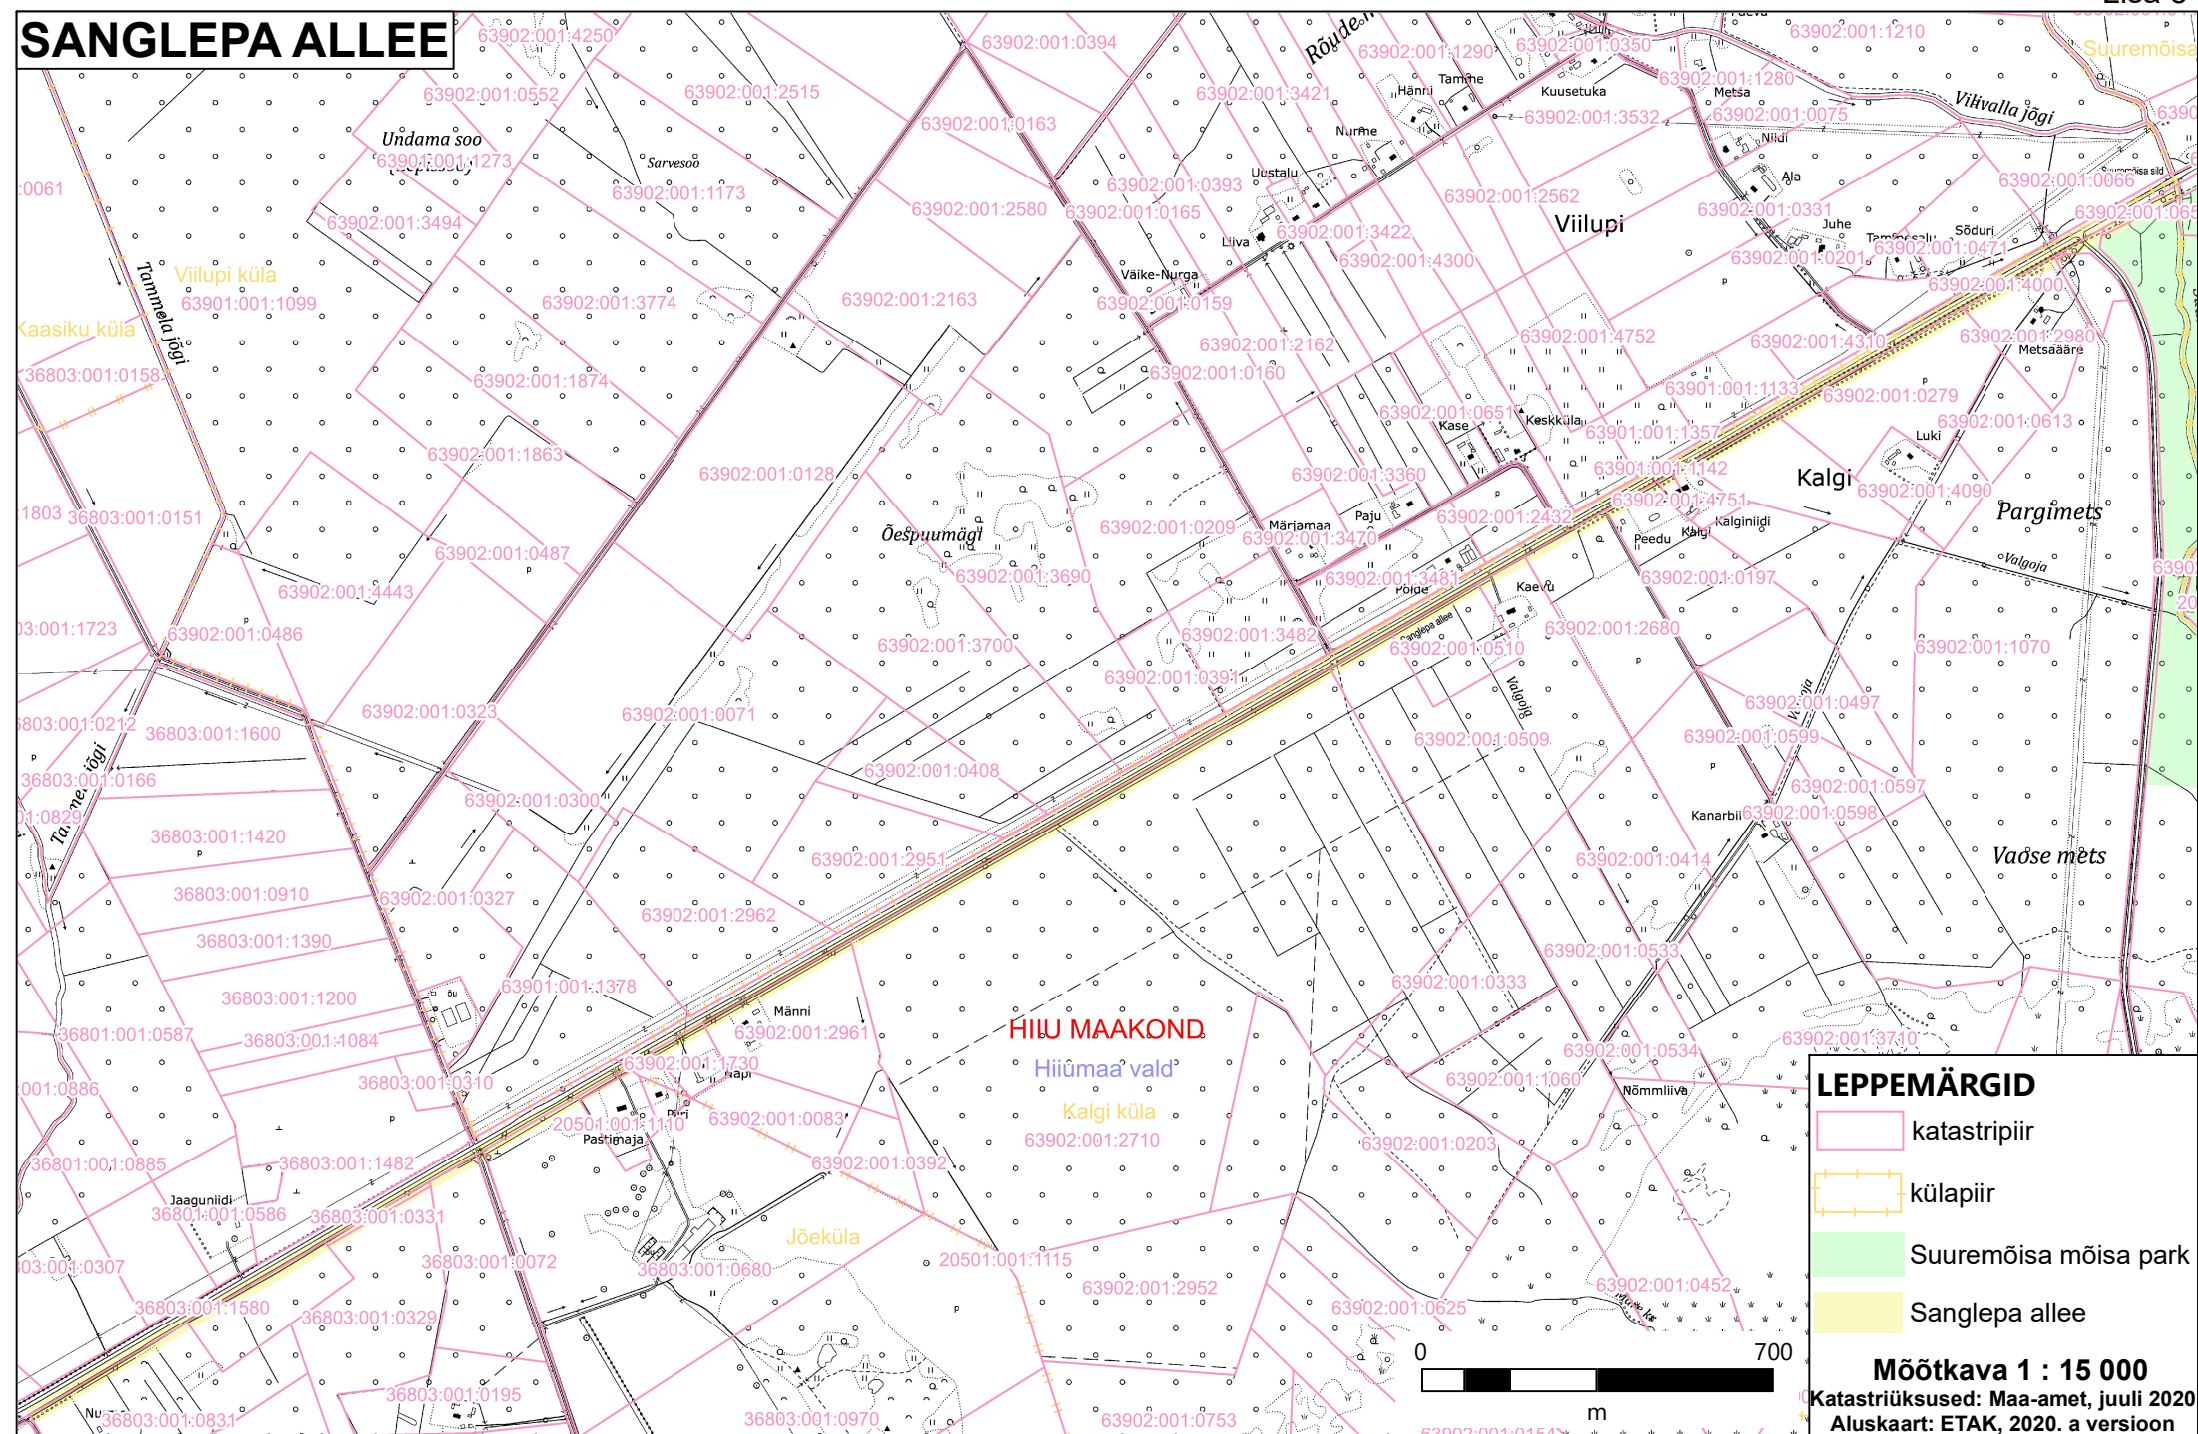 SANGLEPA ALLEE
63902:001:4250
63902:001:0394
63902:001:1290
63902:001:0350
63902:001:1210
Suuremõisa
63902:001:0552
63902:001:2515
63902:001:3421
Hänni
Tamme
Kuusetuka
63902:001:1280
Metsa
63902:001:0075
Vilivalla jõgi
63902:001:0163
Nurme
63902:001:3532
Niidi
Undama soo
63901:001:1273
Sarvesoo
63902:001:1173
63902:001:0393
Uustalu
63902:001:2562
Ala
63902:001:0066
Suuremõisa sild
:0061
63902:001:3494
63902:001:2580
63902:001:0165
63902:001:3422
Viilupi
63902:001:0331
Juhe
Sõduri
63902:001:0471
Liiva
63902:001:4300
63902:001:0201
Tammela jõgi
Viilupi küla
63901:001:1099
63902:001:3774
63902:001:2163
Väike-Nurga
63902:001:0159
63902:001:4000
Kaasiku küla
63902:001:2162
63902:001:4752
63902:001:4310
63902:001:2980
Metsaääre
36803:001:0158
63902:001:1874
63902:001:0160
63901:001:1133
63902:001:0279
63902:001:0651
Kase
Keskküla
63901:001:1357
63902:001:0613
Luki
63902:001:1863
63902:001:0128
63902:001:3360
63901:001:1142
Kalgi
63902:001:4751
63902:001:4090
1803
36803:001:0151
63902:001:0209
Märjamaa
Paju
63902:001:2432
Kalginiidi
Pargimets
63902:001:0487
Õespuumägi
63902:001:3470
Peedu
Kalgi
Valgoja
63902:001:4443
63902:001:3690
63902:001:3481
Põlde
Kaevu
63902:001:0197
03:001:1723
63902:001:0486
63902:001:3700
63902:001:3482
Sanglepa allee
63902:001:0510
63902:001:2680
63902:001:1070
63902:001:0391
Valgoja
63902:001:0497
6803:001:0212
36803:001:1600
63902:001:0323
63902:001:0071
63902:001:0509
63902:001:0599
36803:001:0166
63902:001:0300
63902:001:0408
63902:001:0597
01:0829
36803:001:1420
63902:001:2951
Kanarbil
63902:001:0598
63902:001:0414
Vaose mets
36803:001:0910
63902:001:0327
63902:001:2962
36803:001:1390
63902:001:0533
õu
63901:001:1378
36803:001:1200
63902:001:0333
Männi
63902:001:2961
HIIU MAAKOND
36801:001:0587
36803:001:1084
63902:001:1730
Hiiumaa vald
63902:001:0534
63902:001:3710
:001:0886
36803:001:0310
63902:001:1060
Nõmmliiva
20501:001:1110
Pastimaja
63902:001:0083
Kalgi küla
63902:001:2710
63902:001:0203
36801:001:0885
36803:001:1482
63902:001:0392
Jaaguniidi
36801:001:0586
36803:001:0331
Jõeküla
03:001:0307
36803:001:0072
36803:001:0680
20501:001:1115
63902:001:2952
63902:001:0452
36803:001:1580
36803:001:0329
63902:001:0625
36803:001:0195
36803:001:0831
36803:001:0970
63902:001:0753
LEPPEMÄRGID
katastripiir
külapiir
Suuremõisa mõisa park
Sanglepa allee
0 700
m
Mõõtkava 1 : 15 000
Katastriüksused: Maa-amet, juuli 2020
Aluskaart: ETAK, 2020. a versioon